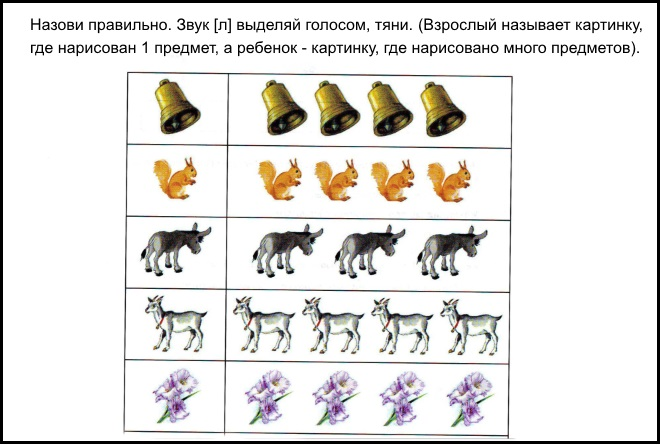 Назови правильно. Звук [л] выделяй голосом, тяни. (Взрослый называет картинку,
где нарисован 1 предмет, а ребенок - картинку, где нарисовано много предметов).